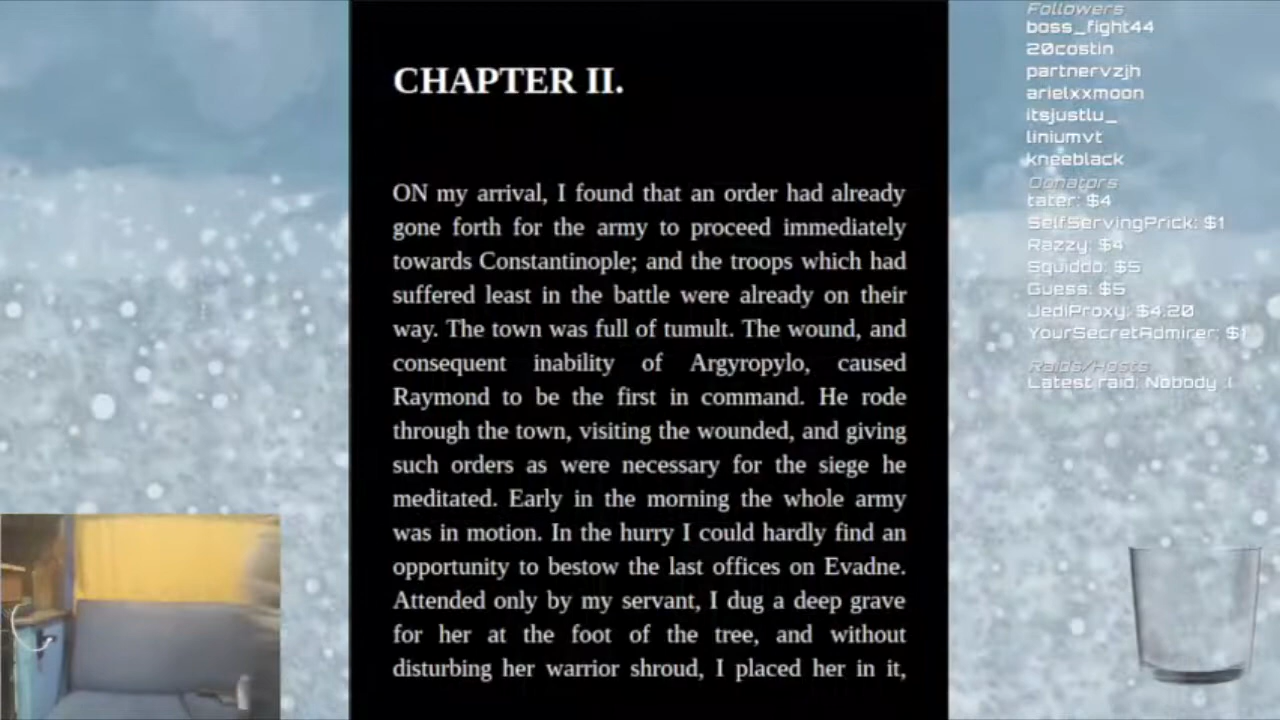 CHAPTER II.
ON my arrival, I found that an order had already
gone forth for the army to proceed immediately
towards Constantinople; and the troops which had
suffered least in the battle were already on their
way. The town was full of tumult. The wound, and
consequent inability of Argyropylo, caused
Raymond to be the first in command. He rode
through the town, visiting the wounded, and giving
such orders as were necessary for the siege he
meditated. Early in the morning the whole army
was in motion. In the hurry I could hardly find an
opportunity to bestow the last offices on Evadne.
Attended only by my servant, I dug a deep grave
for her at the foot of the tree, and without
disturbing her warrior shroud, I placed her in it,
Followers
boss_fight44
20costin
partnervzjh
arielxxmoon
itsjustlu_
liniumvt
kneeblack
Donators
tater: $4
SelfServingPrick: $1
Razzy: $4
Squiddo: $5
Guess: $5
JediProxy: $4.20
YourSecretAdmirer: $1
Raids/Hosts
Latest raid: Nobody :(